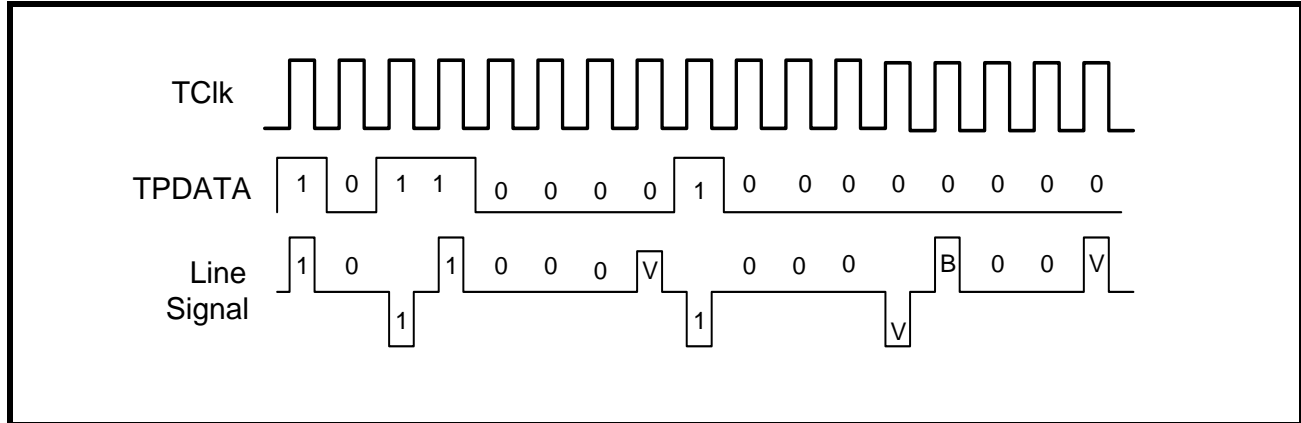 TClk
TPDATA 1 0 1 1 0 0 0 0 1 0 0 0 0 0 0 0 0
Line Signal 1 0 1 1 0 0 0 V 1 0 0 0 V B 0 0 V